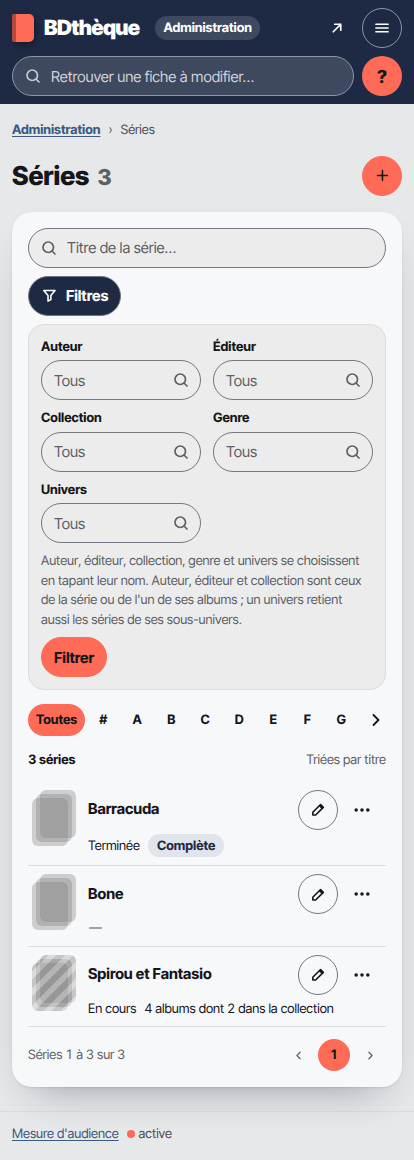 BDthèque Administration
Retrouver une fiche à modifier... ?
Administration › Séries
Séries 3
+
Titre de la série...
Filtres
Auteur Éditeur
Tous Tous
Collection Genre
Tous Tous
Univers
Tous
Auteur, éditeur, collection, genre et univers se choisissent
en tapant leur nom. Auteur, éditeur et collection sont ceux
de la série ou de l'un de ses albums ; un univers retient
aussi les séries de ses sous-univers.
Filtrer
Toutes # A B C D E F G
3 séries Triées par titre
Barracuda
Terminée Complète
Bone
—
Spirou et Fantasio
En cours 4 albums dont 2 dans la collection
Séries 1 à 3 sur 3 ‹ 1 ›
Mesure d'audience active